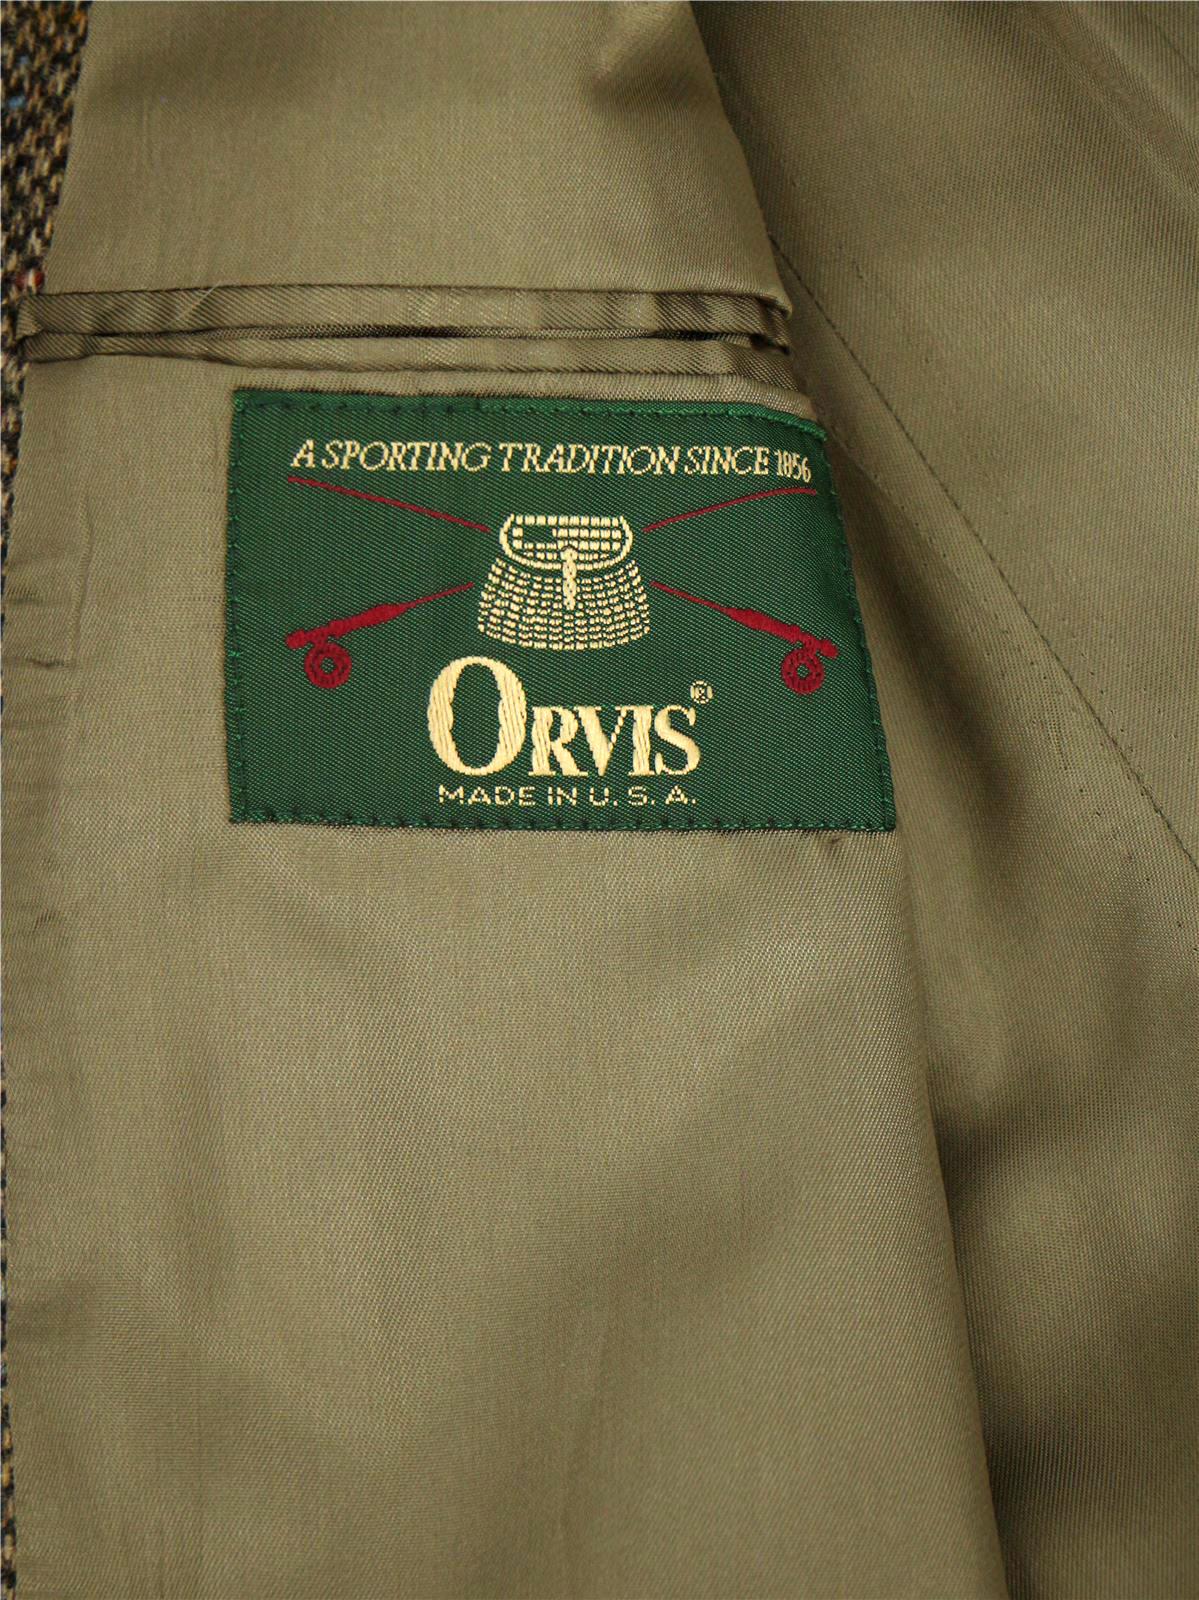 A SPORTING TRADITION SINCE 1856
ORVIS®
MADE IN U. S. A.